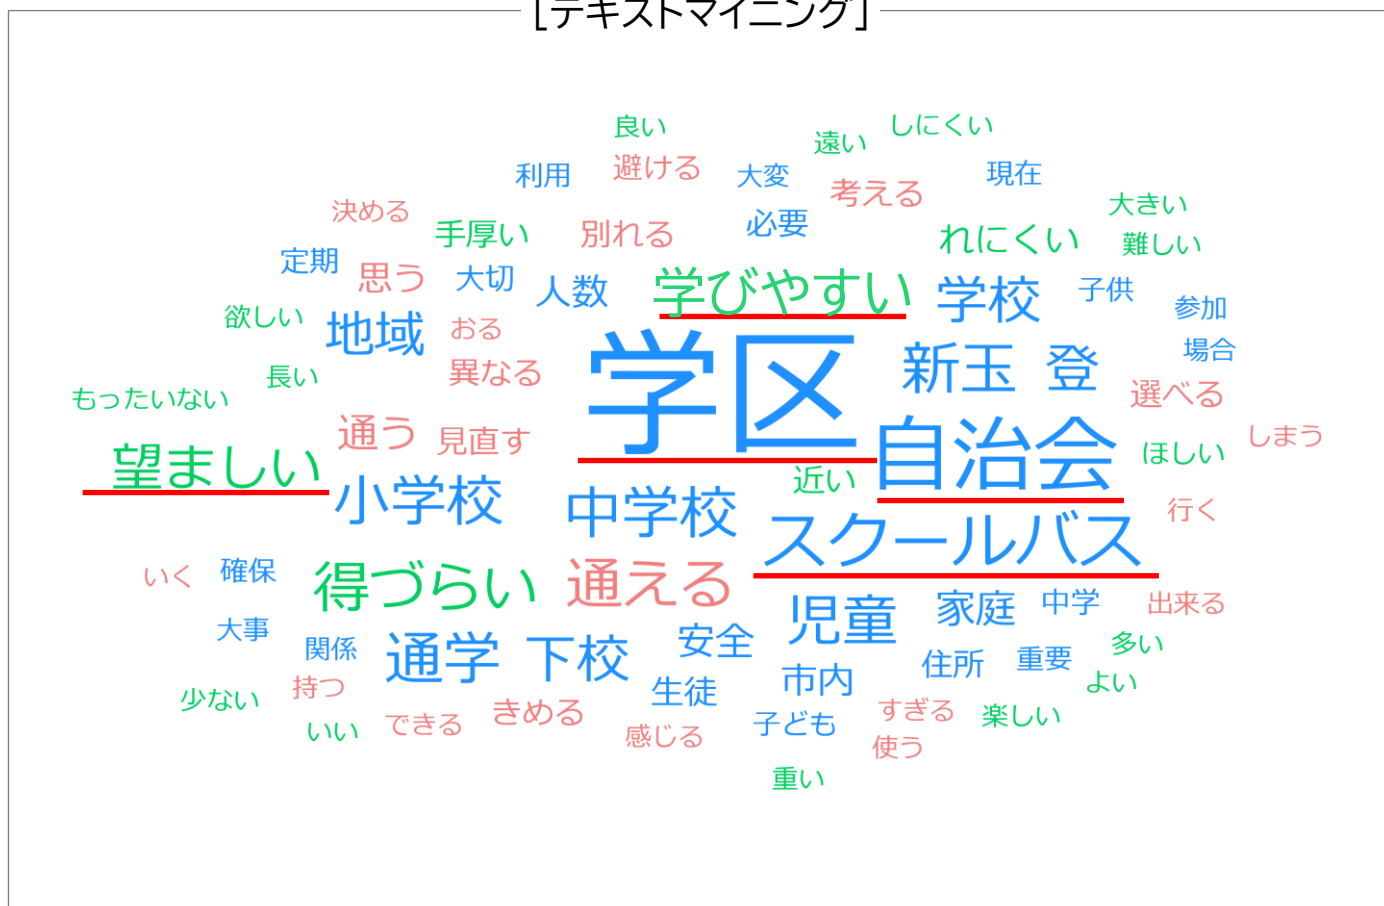 [テキストマイニング]
良い 遠い しにくい
利用 避ける 大変 考える 現在
決める 手厚い 別れる 必要 れにくい 大きい 難しい
定期 思う 大切 人数 学びやすい 学校 子供 参加
欲しい 地域 おる 学区 新玉 登 場合
もったいない 長い 異なる 選べる
望ましい 通う 見直す 近い 自治会 ほしい しまう
小学校 中学校 スクールバス 行く
いく 確保 得づらい 通える 児童 家庭 中学 出来る
大事 関係 通学 下校 安全 市内 住所 重要 多い
少ない 持つ 生徒 よい
いい できる きめる 感じる 子ども すぎる 楽しい
使う
重い